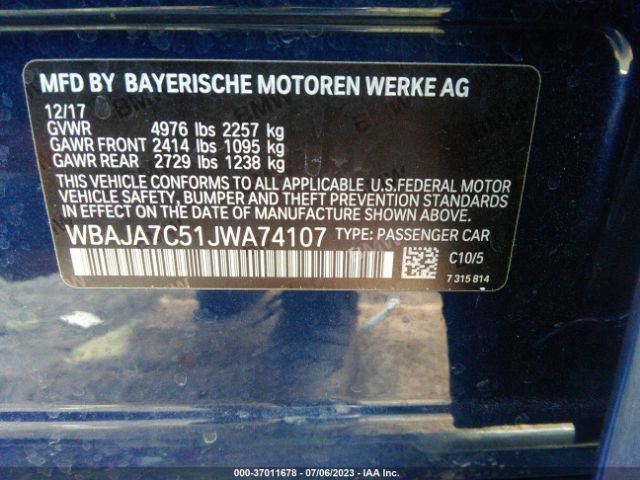 MFD BY BAYERISCHE MOTOREN WERKE AG
12/17
GVWR 4976 lbs 2257 kg
GAWR FRONT 2414 lbs 1095 kg
GAWR REAR 2729 lbs 1238 kg
THIS VEHICLE CONFORMS TO ALL APPLICABLE U.S.FEDERAL MOTOR
VEHICLE SAFETY, BUMPER AND THEFT PREVENTION STANDARDS
IN EFFECT ON THE DATE OF MANUFACTURE SHOWN ABOVE.
WBAJA7C51JWA74107 TYPE: PASSENGER CAR
C10/5
7 315 814
000-37011678 / 07/06/2023 - IAA Inc.